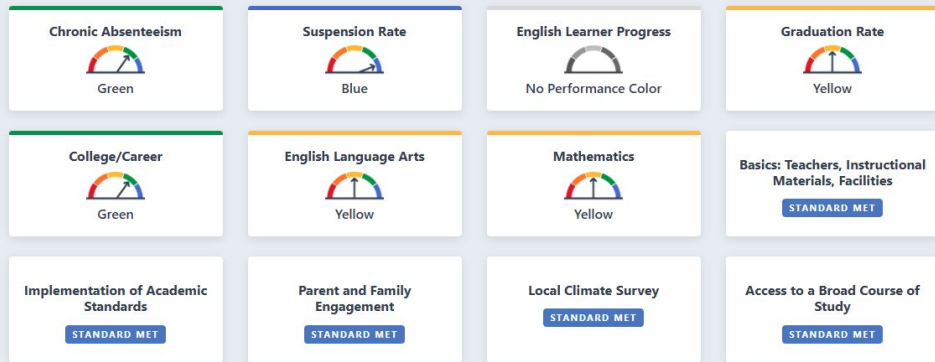 Chronic Absenteeism
Green
Suspension Rate
Blue
English Learner Progress
No Performance Color
Graduation Rate
Yellow
College/Career
Green
English Language Arts
Yellow
Mathematics
Yellow
Basics: Teachers, Instructional
Materials, Facilities
STANDARD MET
Implementation of Academic
Standards
STANDARD MET
Parent and Family
Engagement
STANDARD MET
Local Climate Survey
STANDARD MET
Access to a Broad Course of
Study
STANDARD MET